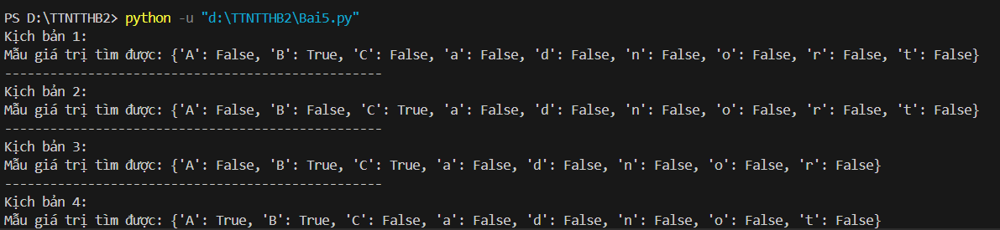 PS D:\TTNTTHB2> python -u "d:\TTNTTHB2\Bai5.py"
Kịch bản 1:
Mẫu giá trị tìm được: {'A': False, 'B': True, 'C': False, 'a': False, 'd': False, 'n': False, 'o': False, 'r': False, 't': False}
--------------------------------------------------
Kịch bản 2:
Mẫu giá trị tìm được: {'A': False, 'B': False, 'C': True, 'a': False, 'd': False, 'n': False, 'o': False, 'r': False, 't': False}
--------------------------------------------------
Kịch bản 3:
Mẫu giá trị tìm được: {'A': False, 'B': True, 'C': True, 'a': False, 'd': False, 'n': False, 'o': False, 'r': False}
--------------------------------------------------
Kịch bản 4:
Mẫu giá trị tìm được: {'A': True, 'B': True, 'C': False, 'a': False, 'd': False, 'n': False, 'o': False, 't': False}